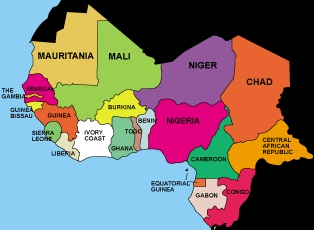 MAURITANIA
MALI
NIGER
CHAD
THE
GAMBIA
SENEGAL
GUINEA
BISSAU
GUINEA
BURKINA
BENIN
NIGERIA
SIERRA
LEONE
LIBERIA
IVORY
COAST
GHANA
TOGO
CAMEROON
CENTRAL
AFRICAN
REPUBLIC
EQUATORIAL
GUINEA
GABON
CONGO